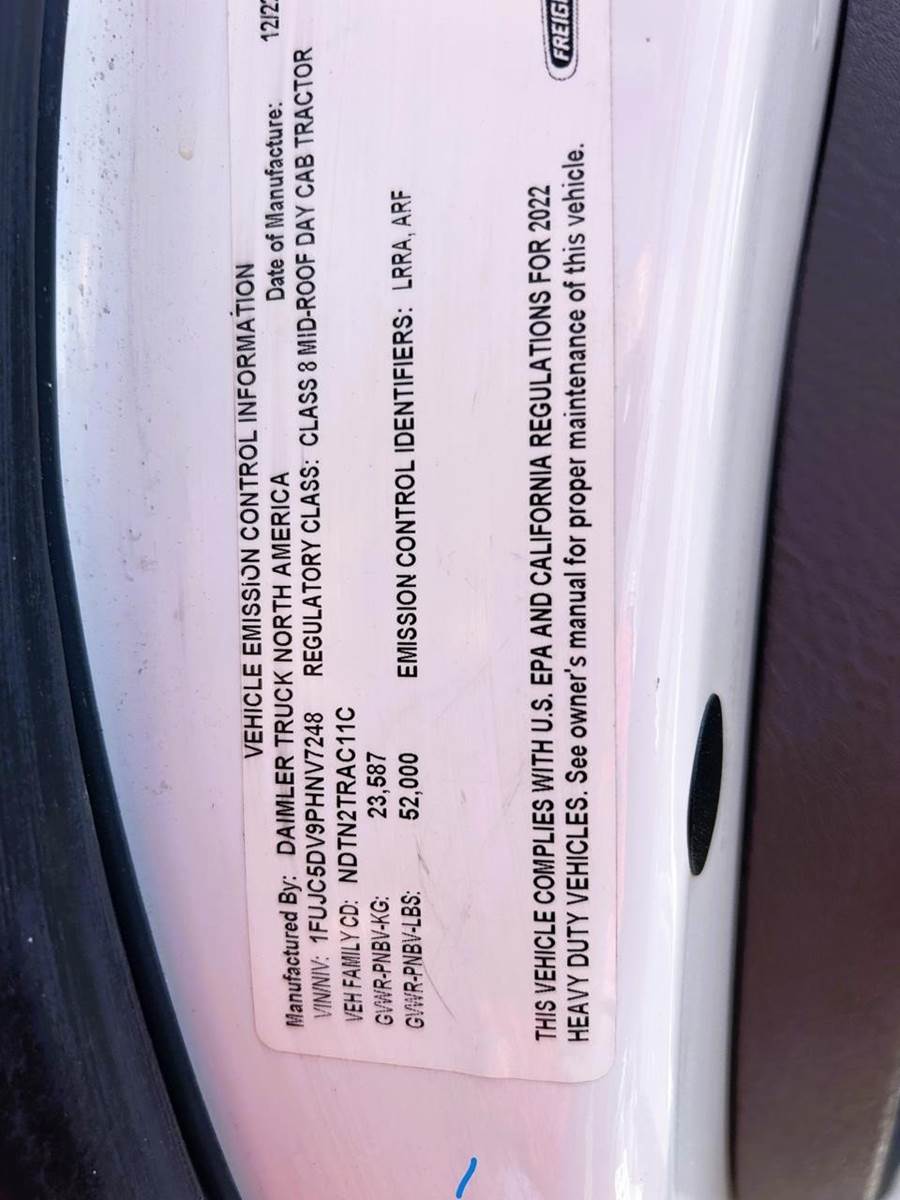 VEHICLE EMISSION CONTROL INFORMATION
Manufactured By: DAIMLER TRUCK NORTH AMERICA Date of Manufacture:
VIN/NIV: 1FUJC5DV9PHNV7248 REGULATORY CLASS: CLASS 8 MID-ROOF DAY CAB TRACTOR
VEH FAMILY CD: NDTN2TRAC11C
GVWR-PNBV-KG: 23,587
GVWR-PNBV-LBS: 52,000 EMISSION CONTROL IDENTIFIERS: LRRA, ARF
THIS VEHICLE COMPLIES WITH U.S. EPA AND CALIFORNIA REGULATIONS FOR 2022
HEAVY DUTY VEHICLES. See owner's manual for proper maintenance of this vehicle.